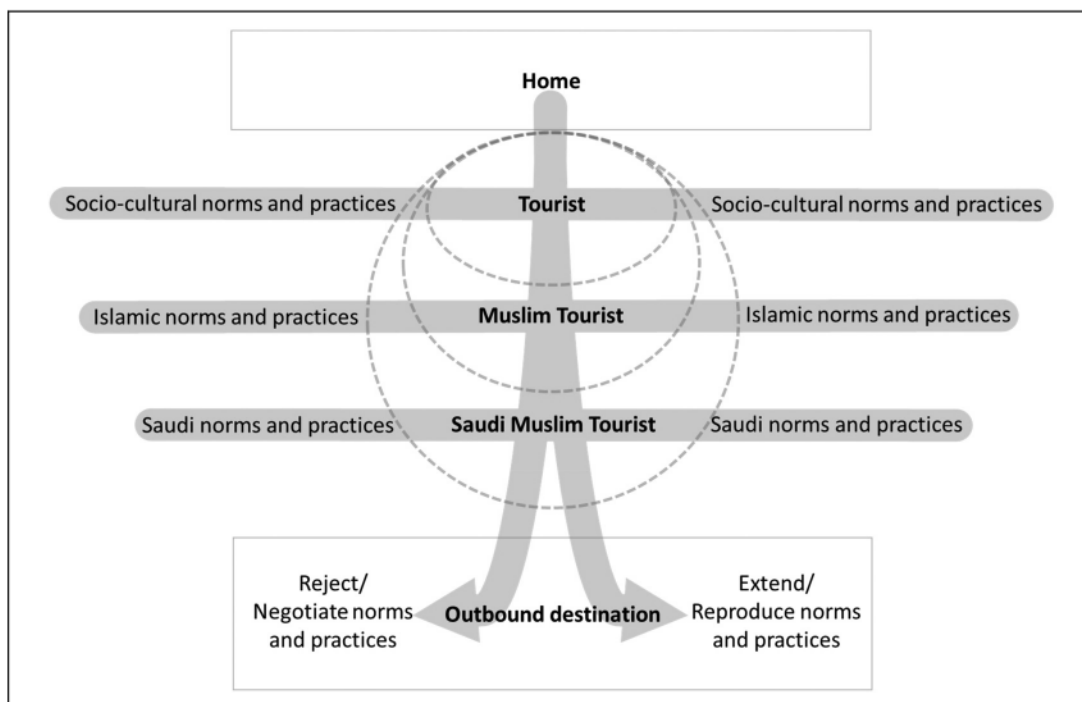 Home
Socio-cultural norms and practices
Tourist
Socio-cultural norms and practices
Islamic norms and practices
Muslim Tourist
Islamic norms and practices
Saudi norms and practices
Saudi Muslim Tourist
Saudi norms and practices
Reject/
Negotiate norms
and practices
Outbound destination
Extend/
Reproduce norms
and practices